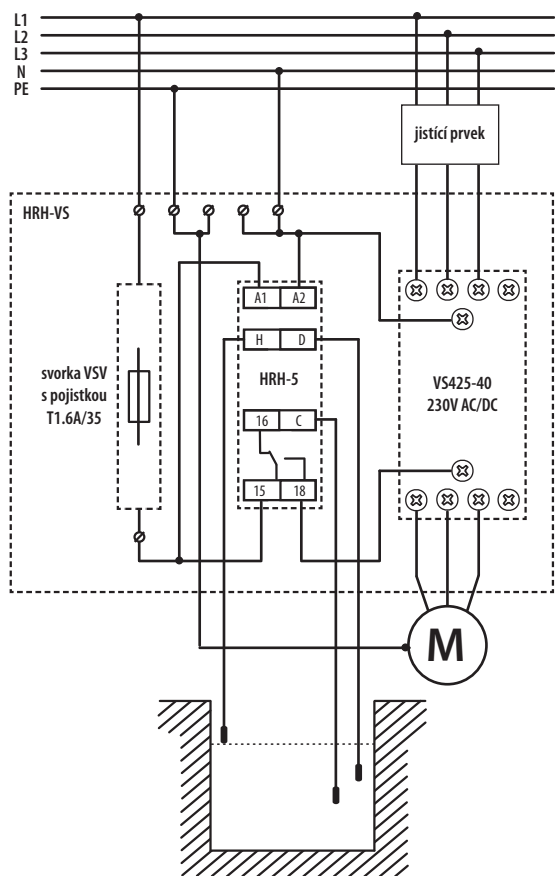 L1
L2
L3
N
PE
jistící prvek
HRH-VS
A1 A2
H D
HRH-5
16 C
15 18
svorka VSV
s pojistkou
T1.6A/35
VS425-40
230V AC/DC
M